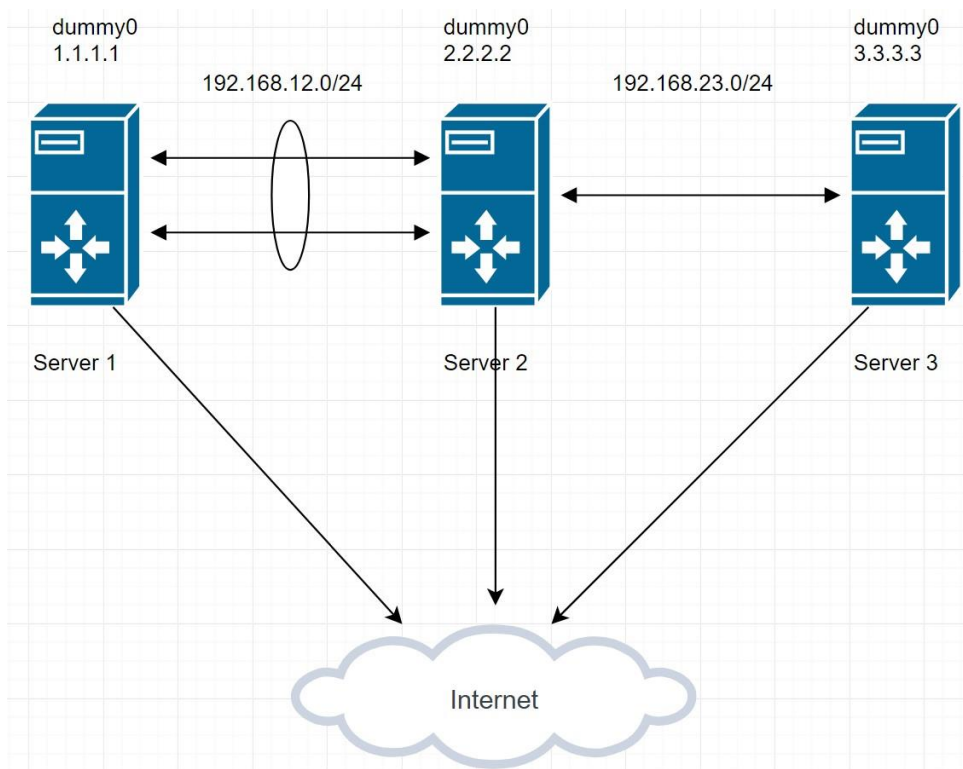 dummy0
1.1.1.1
dummy0
2.2.2.2
dummy0
3.3.3.3
192.168.12.0/24
192.168.23.0/24
Server 1
Server 2
Server 3
Internet